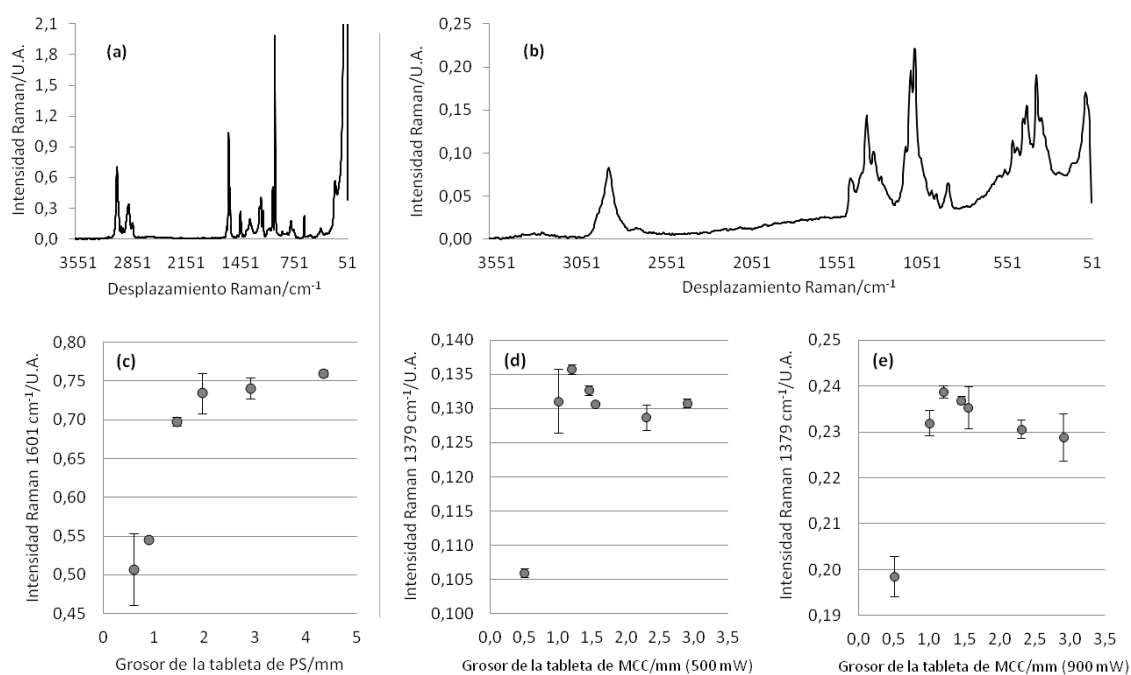 (a)
Intensidad Raman/U.A.
2,1
1,8
1,5
1,2
0,9
0,6
0,3
0,0
3551 2851 2151 1451 751 51
Desplazamiento Raman/cm-1
(b)
Intensidad Raman/U.A.
0,25
0,20
0,15
0,10
0,05
0,00
3551 3051 2551 2051 1551 1051 551 51
Desplazamiento Raman/cm-1
(c)
Intensidad Raman 1601 cm-1/U.A.
0,80
0,75
0,70
0,65
0,60
0,55
0,50
0,45
0 1 2 3 4 5
Grosor de la tableta de PS/mm
(d)
Intensidad Raman 1379 cm-1/U.A.
0,140
0,135
0,130
0,125
0,120
0,115
0,110
0,105
0,100
0,0 0,5 1,0 1,5 2,0 2,5 3,0 3,5
Grosor de la tableta de MCC/mm (500 mW)
(e)
Intensidad Raman 1379 cm-1/U.A.
0,25
0,24
0,23
0,22
0,21
0,20
0,19
0,0 0,5 1,0 1,5 2,0 2,5 3,0 3,5
Grosor de la tableta de MCC/mm (900 mW)